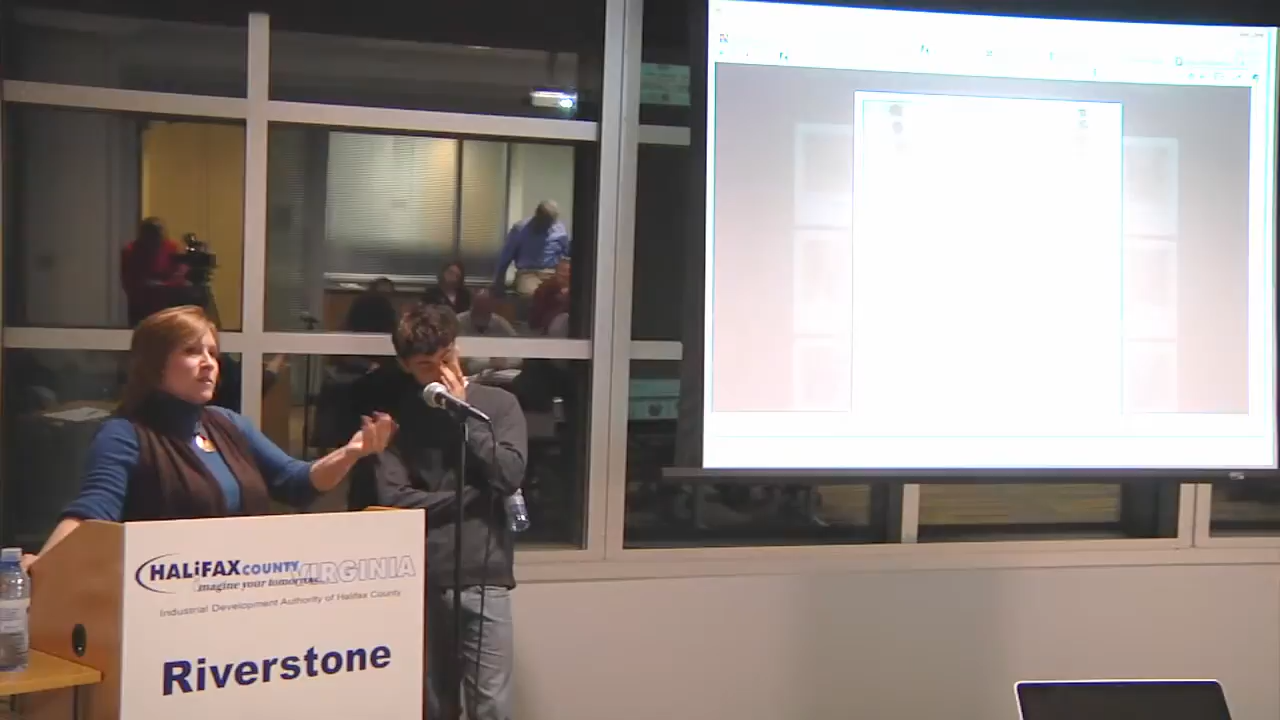 HALiFAX COUNTY VIRGINIA
imagine your tomorrow
Industrial Development Authority of Halifax County
Riverstone